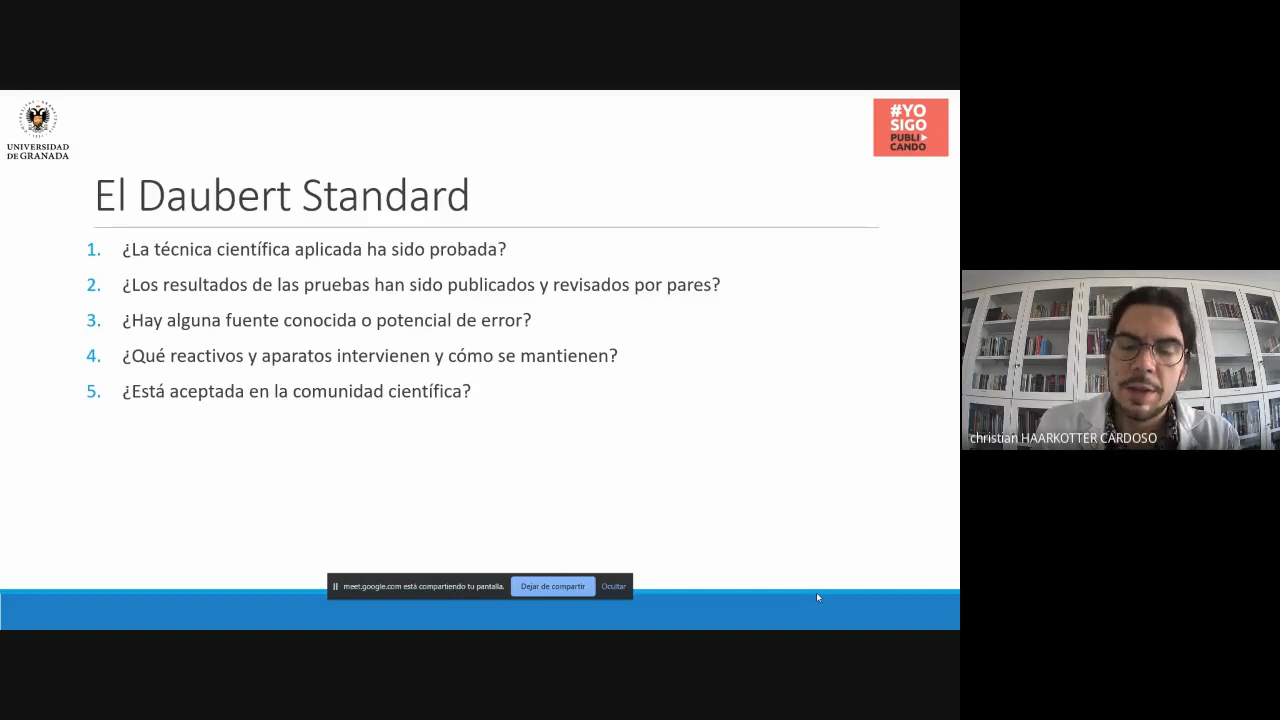 UNIVERSIDAD
DE GRANADA
#YO
SIGO
PUBLI
CANDO
El Daubert Standard
1. ¿La técnica científica aplicada ha sido probada?
2. ¿Los resultados de las pruebas han sido publicados y revisados por pares?
3. ¿Hay alguna fuente conocida o potencial de error?
4. ¿Qué reactivos y aparatos intervienen y cómo se mantienen?
5. ¿Está aceptada en la comunidad científica?
meet.google.com está compartiendo tu pantalla. Dejar de compartir Ocultar
christian HAARKOTTER CARDOSO